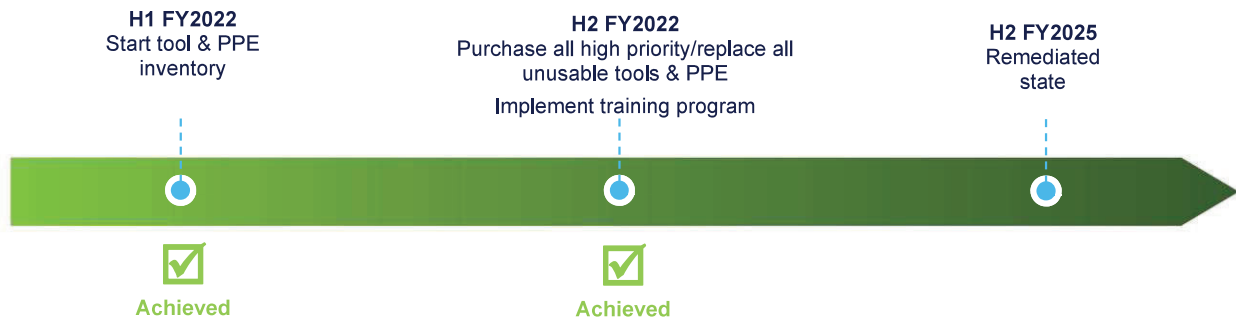 H1 FY2022
Start tool & PPE
inventory
H2 FY2022
Purchase all high priority/replace all
unusable tools & PPE
Implement training program
H2 FY2025
Remediated
state
Achieved
Achieved